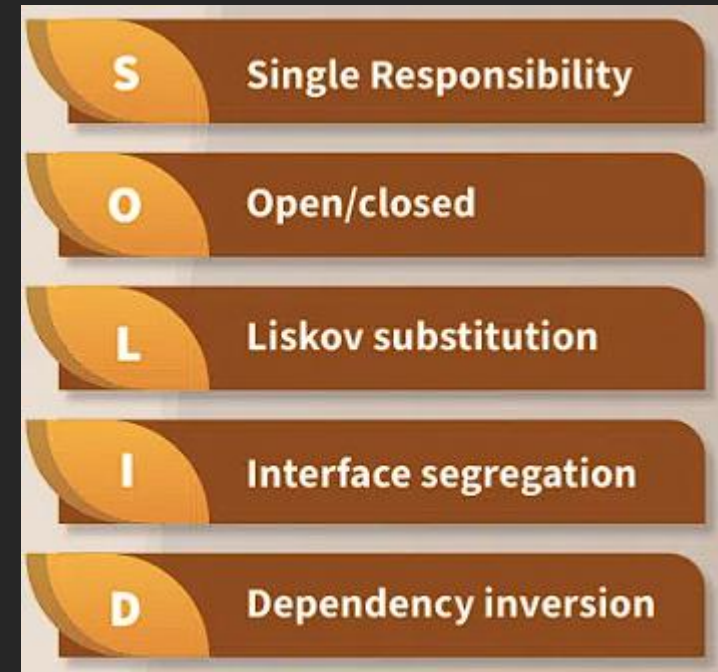 S Single Responsibility
O Open/closed
L Liskov substitution
I Interface segregation
D Dependency inversion